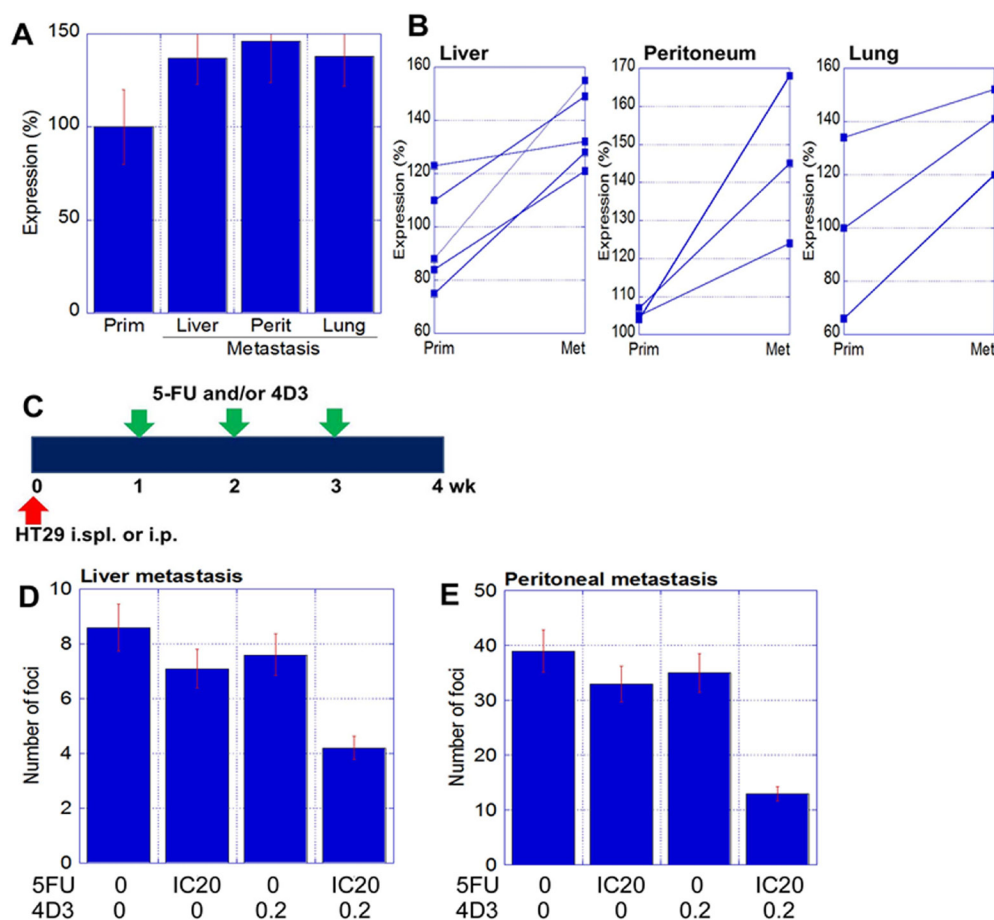 A
Expression (%)
150
100
50
0
Prim Liver Perit Lung
Metastasis
B
Liver
Expression (%)
160
140
120
100
80
60
Prim Met
Peritoneum
Expression (%)
170
160
150
140
130
120
110
100
Prim Met
Lung
Expression (%)
160
140
120
100
80
60
Prim Met
C
5-FU and/or 4D3
0 1 2 3 4 wk
HT29 i.spl. or i.p.
D
Liver metastasis
Number of foci
10
8
6
4
2
0
5FU 0 IC20 0 IC20
4D3 0 0 0.2 0.2
E
Peritoneal metastasis
Number of foci
50
40
30
20
10
0
5FU 0 IC20 0 IC20
4D3 0 0 0.2 0.2